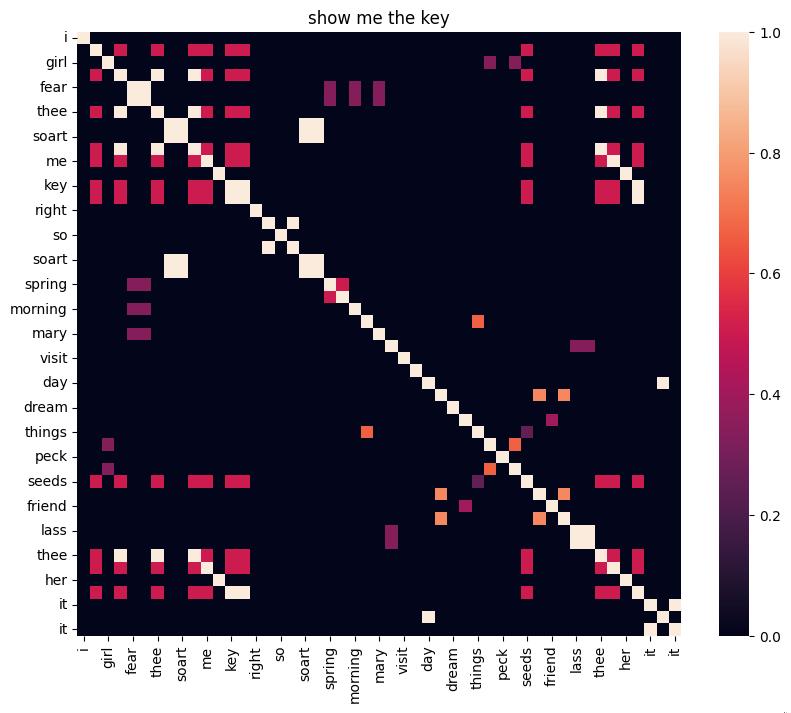 show me the key
i
girl
fear
thee
soart
me
key
right
so
soart
spring
morning
mary
visit
day
dream
things
peck
seeds
friend
lass
thee
her
it
it
i
girl
fear
thee
soart
me
key
right
so
soart
spring
morning
mary
visit
day
dream
things
peck
seeds
friend
lass
thee
her
it
it
1.0
0.8
0.6
0.4
0.2
0.0